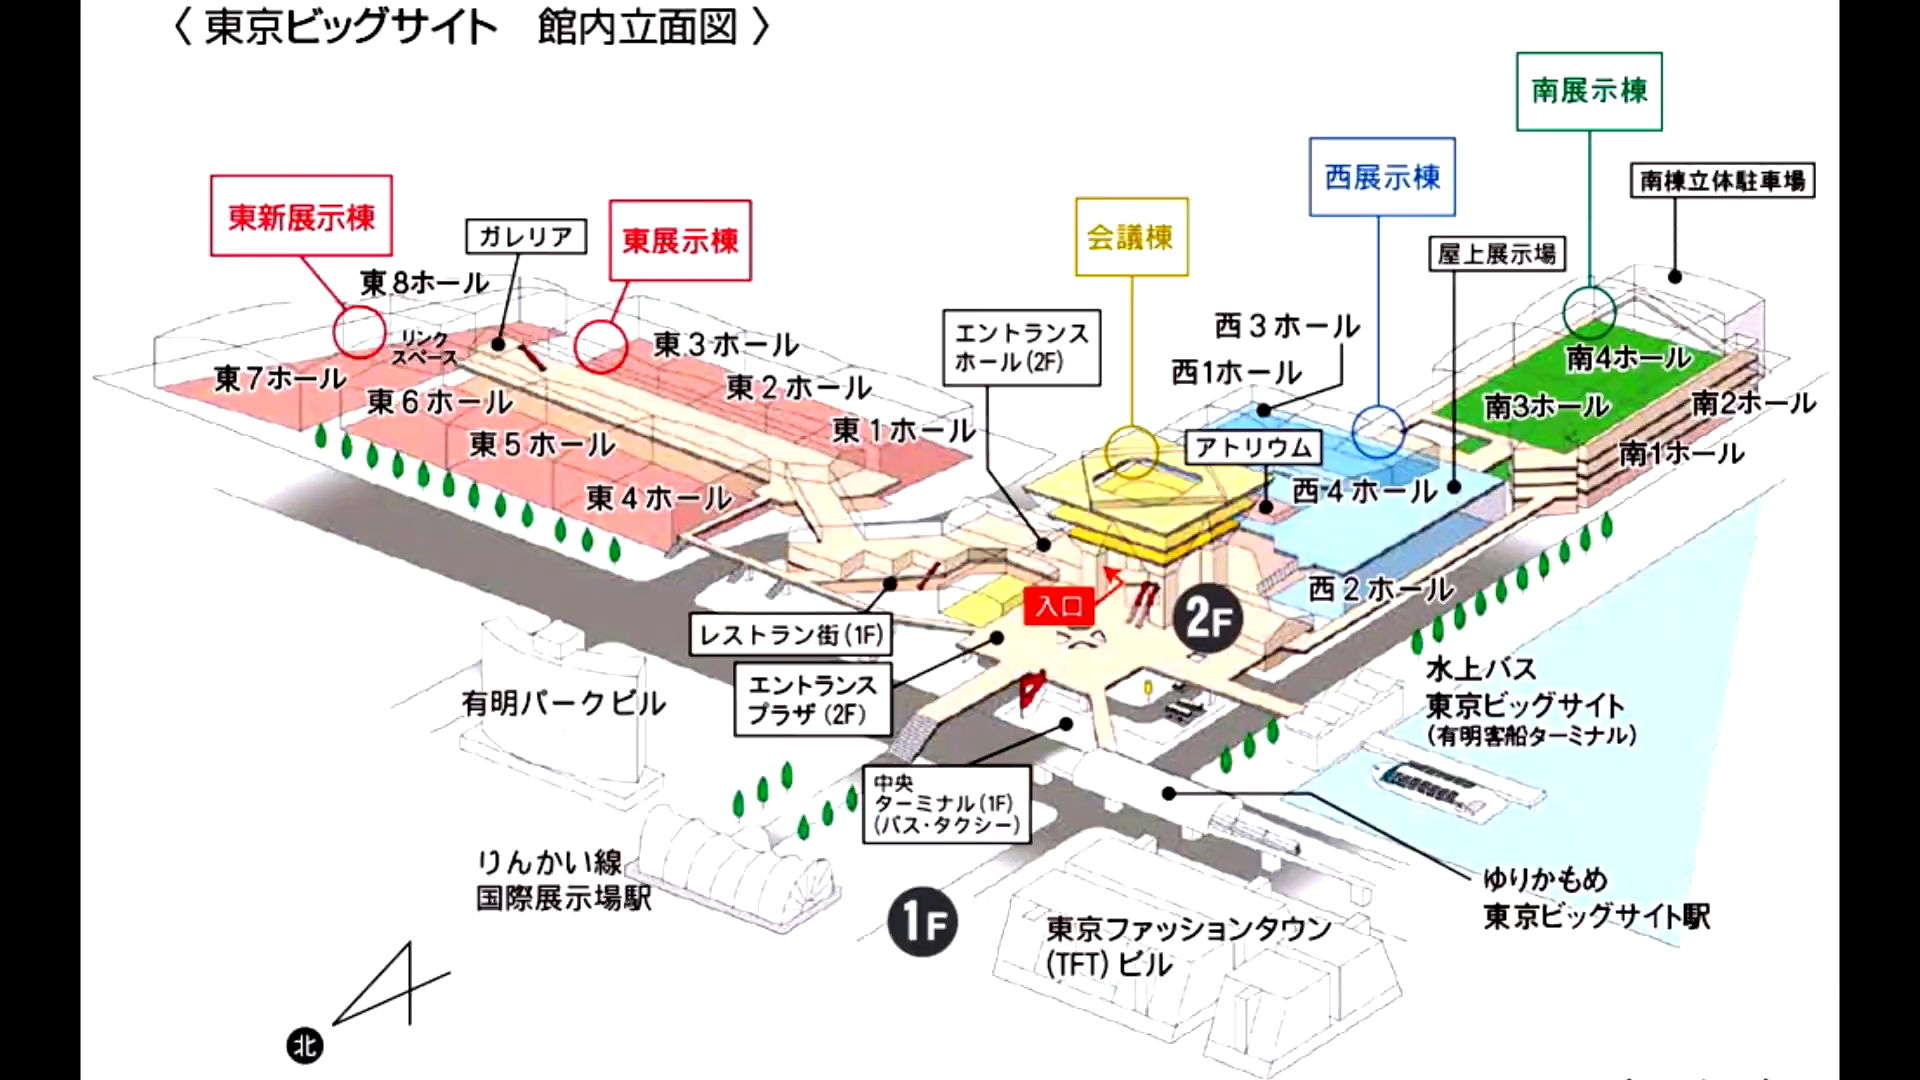 〈 東京ビッグサイト　館内立面図 〉
南展示棟
西展示棟
南棟立体駐車場
東新展示棟
ガレリア
東展示棟
会議棟
屋上展示場
東8ホール
リンク
スペース
東7ホール
東6ホール
東5ホール
東4ホール
東3ホール
東2ホール
東1ホール
エントランス
ホール(2F)
西3ホール
西1ホール
アトリウム
西4ホール
西2ホール
南4ホール
南3ホール
南2ホール
南1ホール
入口
2F
レストラン街(1F)
エントランス
プラザ(2F)
有明パークビル
中央
ターミナル(1F)
(バス・タクシー)
水上バス
東京ビッグサイト
(有明客船ターミナル)
りんかい線
国際展示場駅
1F
東京ファッションタウン
(TFT)ビル
ゆりかもめ
東京ビッグサイト駅
北